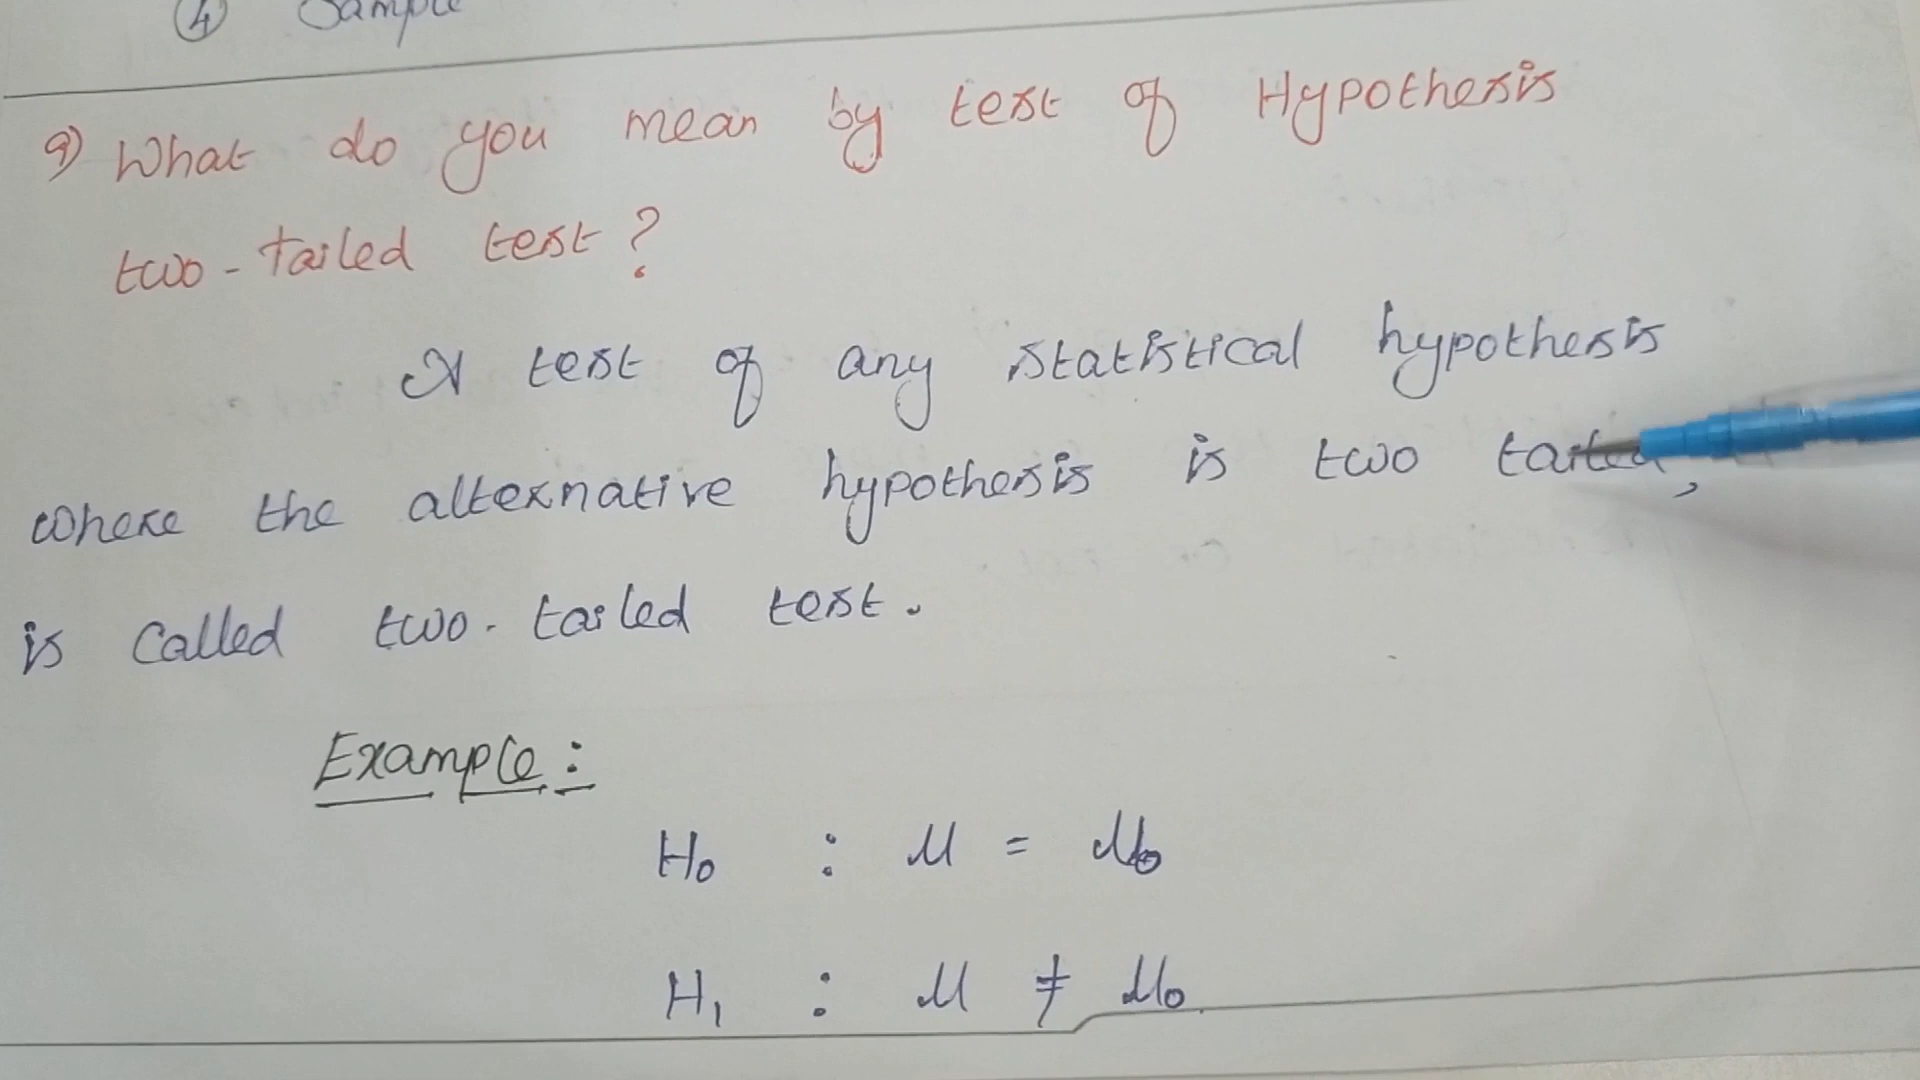 4 Sample
9) What do you mean by test of Hypothesis
two-tailed test?
A test of any statistical hypothesis
where the alternative hypothesis is two tailed,
is called two-tailed test.
Example:
H₀ : μ = μ₀
H₁ : μ ≠ μ₀